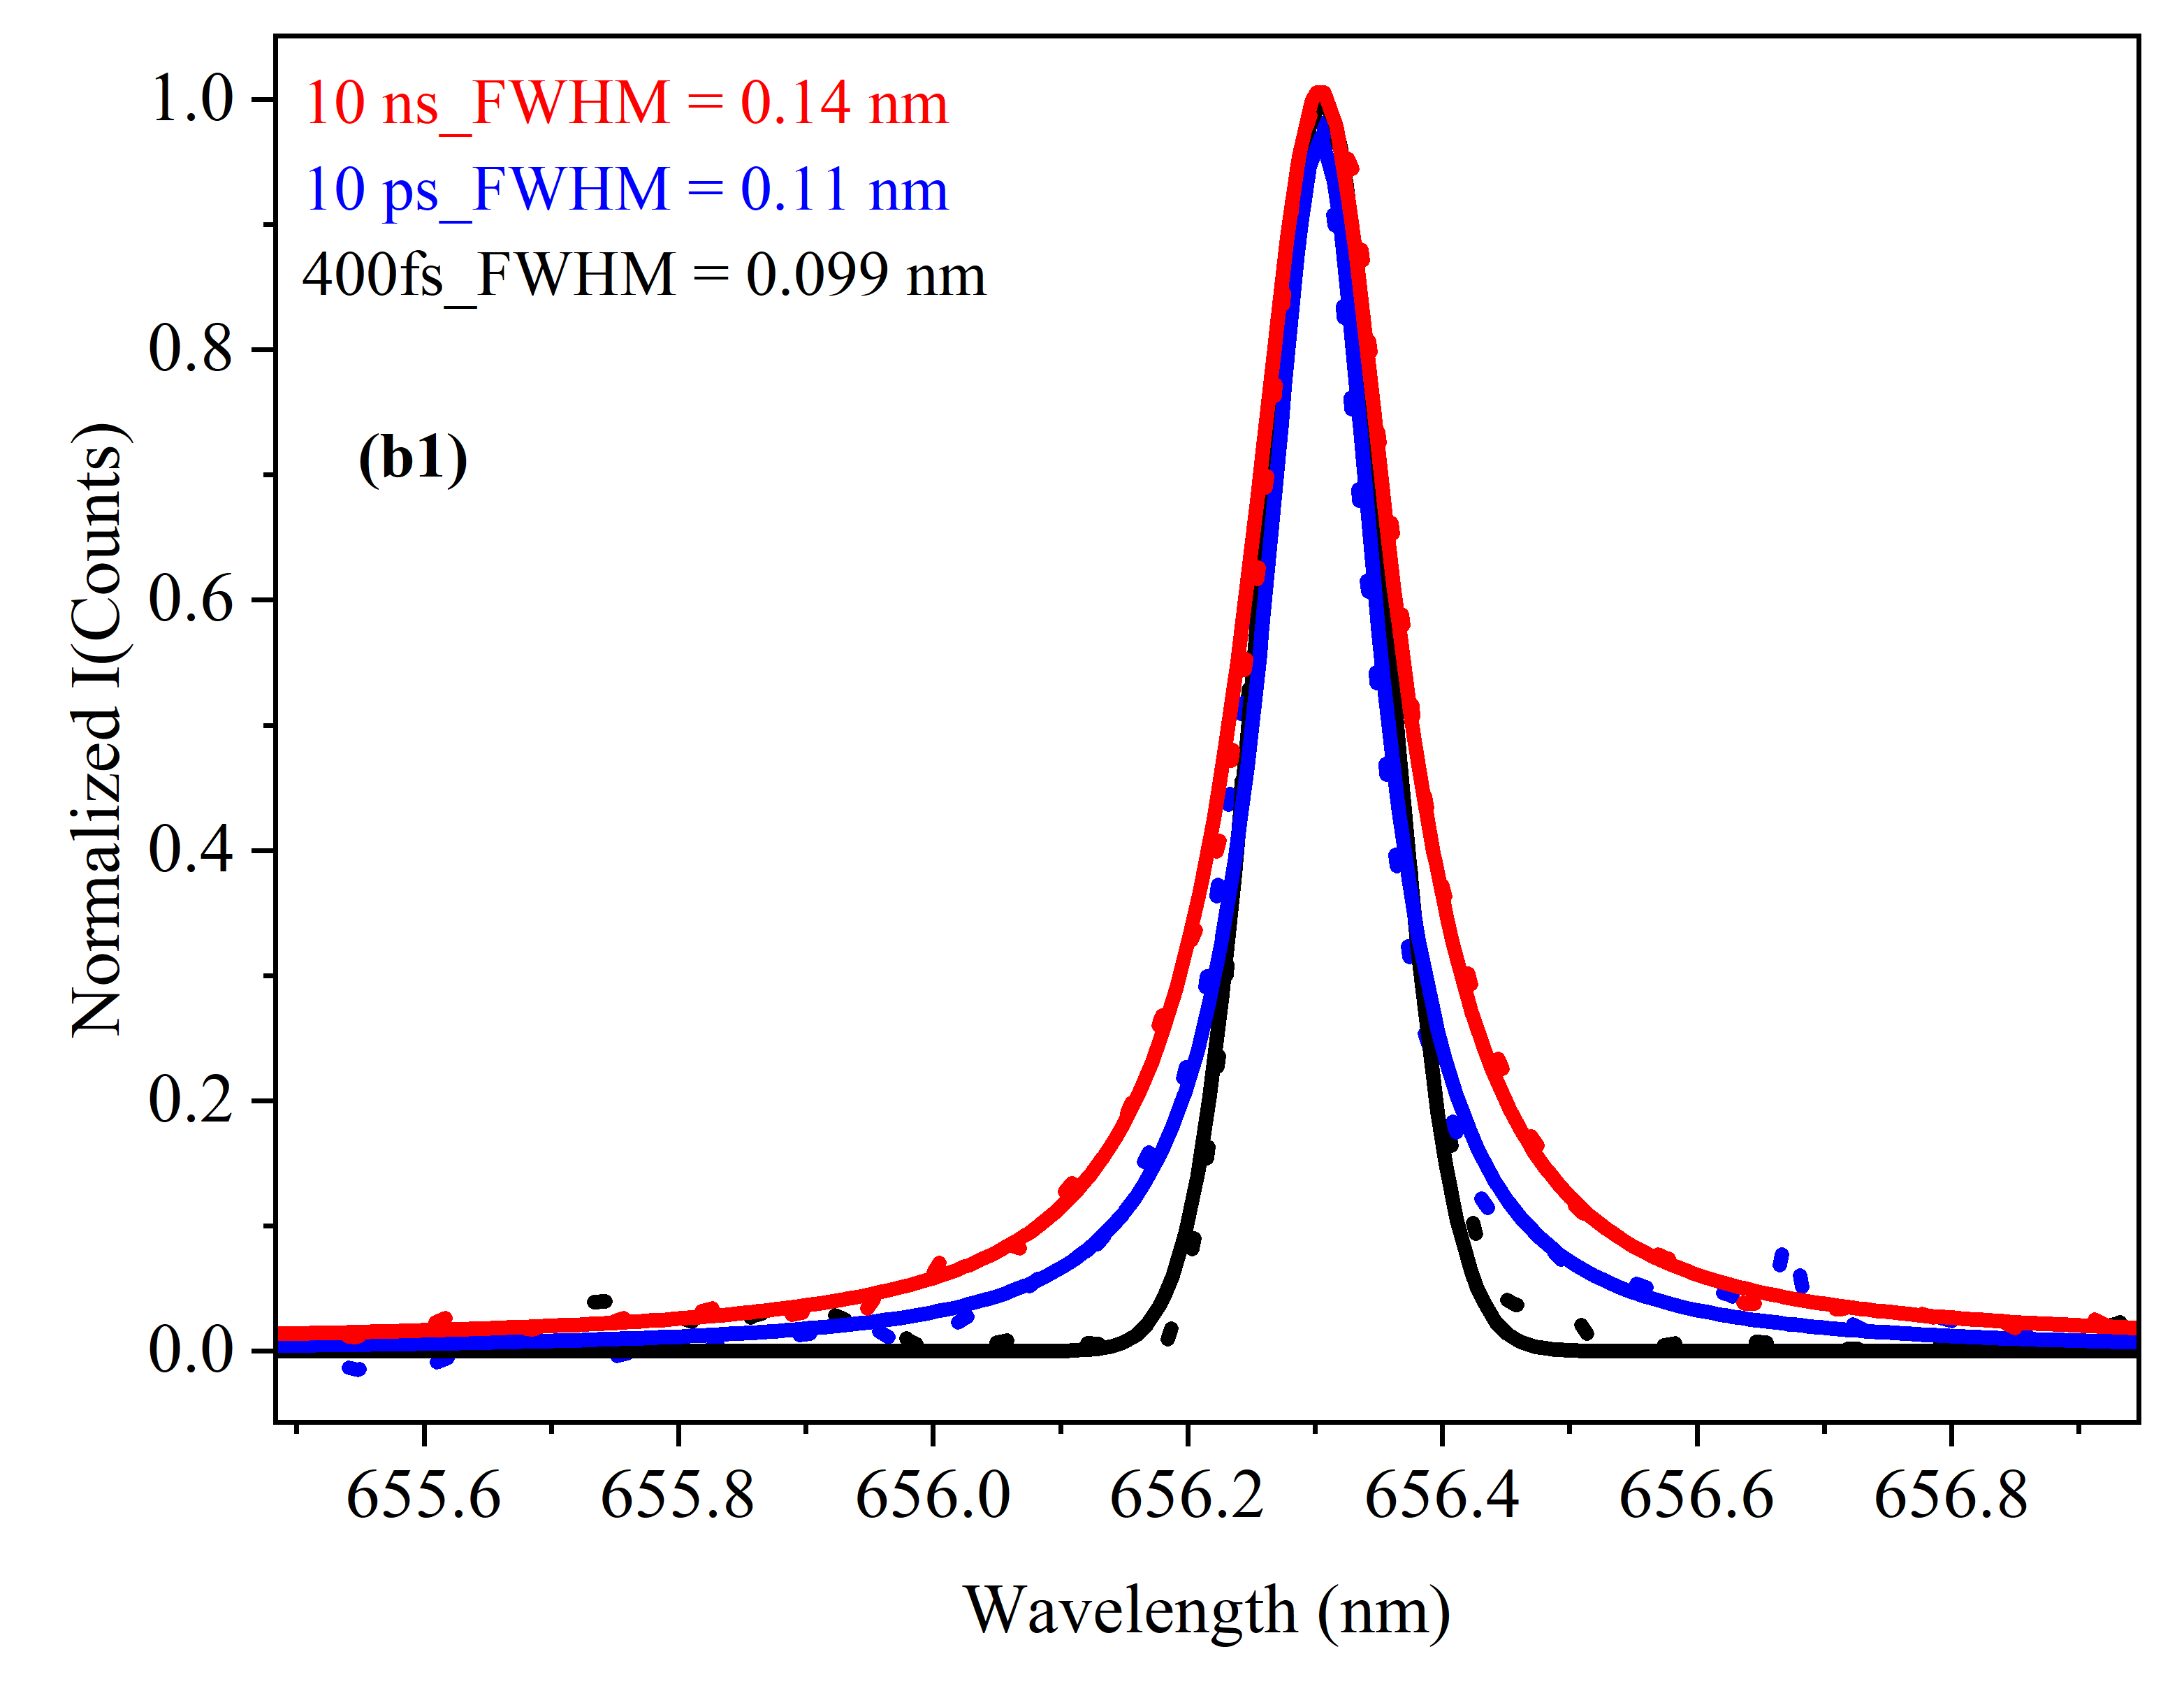 10 ns_FWHM = 0.14 nm
10 ps_FWHM = 0.11 nm
400fs_FWHM = 0.099 nm
(b1)
Normalized I(Counts)
1.0
0.8
0.6
0.4
0.2
0.0
655.6 655.8 656.0 656.2 656.4 656.6 656.8
Wavelength (nm)